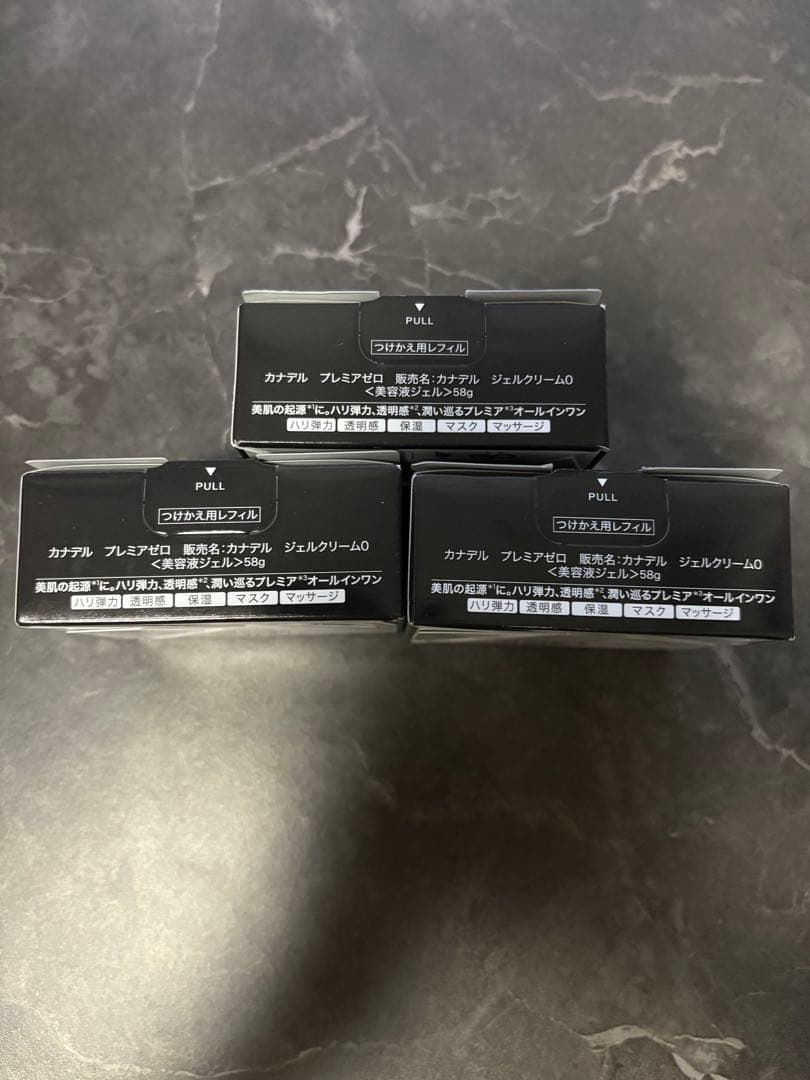 PULL
つけかえ用レフィル
カナデル プレミアゼロ 販売名:カナデル ジェルクリーム0
<美容液ジェル>58g
美肌の起源*1に。ハリ弾力、透明感*2、潤い巡るプレミア*3オールインワン
ハリ弾力 透明感 保湿 マスク マッサージ
PULL
つけかえ用レフィル
カナデル プレミアゼロ 販売名:カナデル ジェルクリーム0
<美容液ジェル>58g
美肌の起源*1に。ハリ弾力、透明感*2、潤い巡るプレミア*3オールインワン
ハリ弾力 透明感 保湿 マスク マッサージ
PULL
つけかえ用レフィル
カナデル プレミアゼロ 販売名:カナデル ジェルクリーム0
<美容液ジェル>58g
美肌の起源*1に。ハリ弾力、透明感*2、潤い巡るプレミア*3オールインワン
ハリ弾力 透明感 保湿 マスク マッサージ